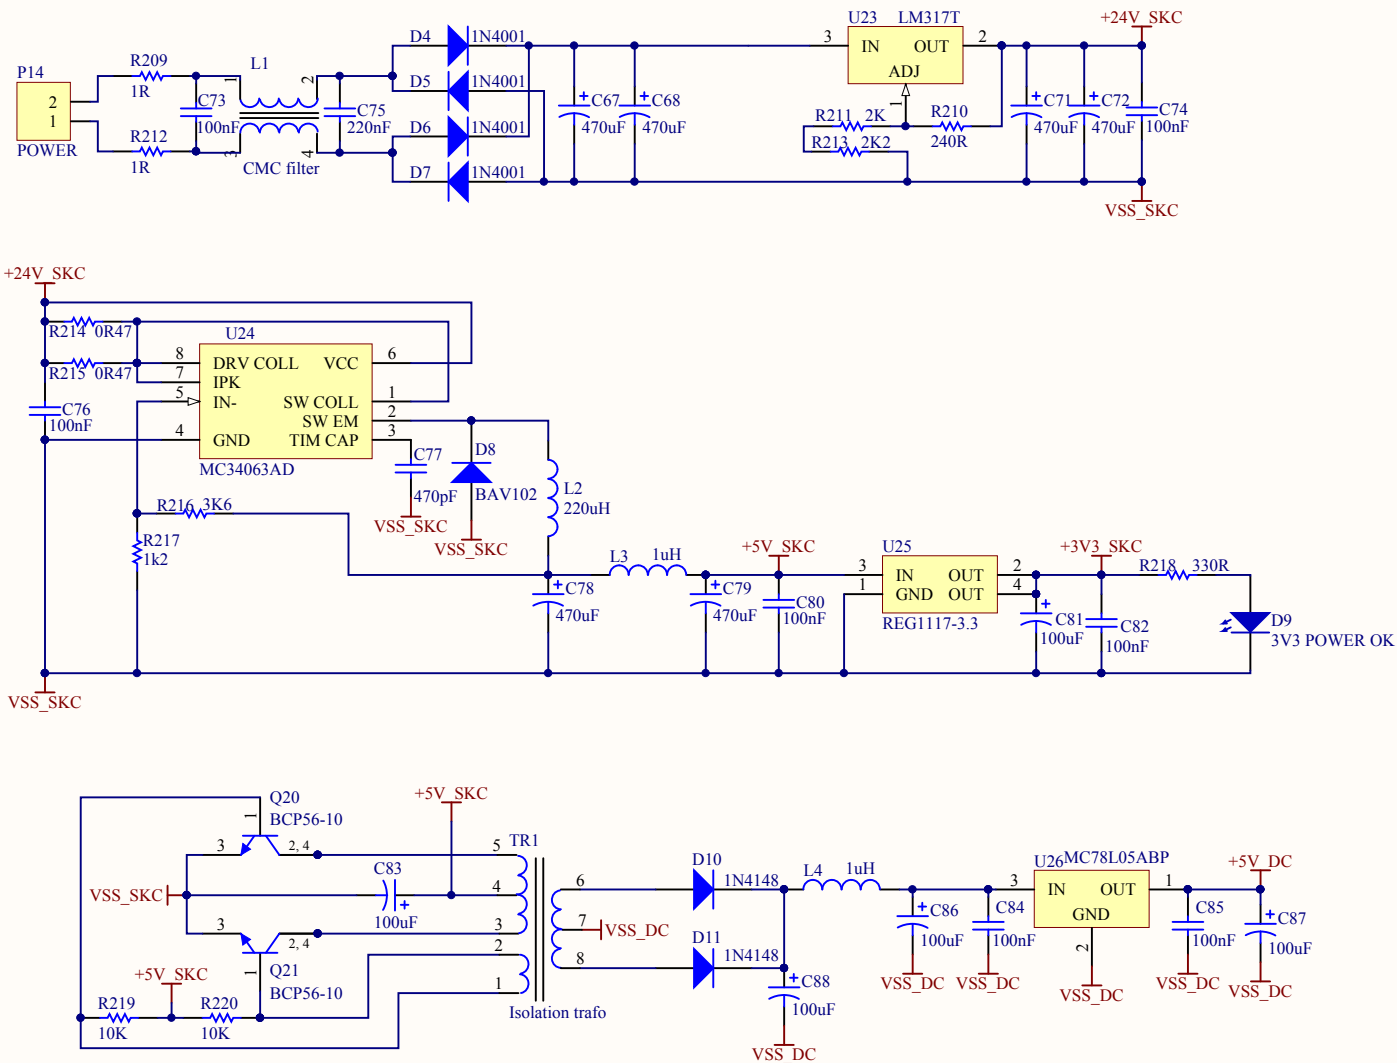 P14
2
1
POWER
R209
1R
R212
1R
C73
100nF
L1
1
2
3
4
CMC filter
C75
220nF
D4
1N4001
D5
1N4001
D6
1N4001
D7
1N4001
C67
470uF
C68
470uF
U23 LM317T
3 IN OUT 2
ADJ
1
R211 2K
R213 2K2
R210
240R
C71
470uF
C72
470uF
C74
100nF
+24V_SKC
VSS_SKC
+24V_SKC
R214 0R47
R215 0R47
C76
100nF
U24
8 DRV COLL VCC 6
7 IPK
5 IN- SW COLL 1
SW EM 2
4 GND TIM CAP 3
MC34063AD
C77
470pF
VSS_SKC
D8
BAV102
VSS_SKC
L2
220uH
R216 3K6
R217
1k2
C78
470uF
L3 1uH
C79
470uF
+5V_SKC
C80
100nF
U25
3 IN OUT 2
1 GND OUT 4
REG1117-3.3
+3V3_SKC
C81
100uF
C82
100nF
R218 330R
D9
3V3 POWER OK
VSS_SKC
Q20
BCP56-10
1
3
2, 4
VSS_SKC
C83
100uF
+5V_SKC
3
2, 4
1
Q21
BCP56-10
+5V_SKC
R219
10K
R220
10K
TR1
5
4
3
2
1
6
7
8
VSS_DC
Isolation trafo
D10
1N4148
D11
1N4148
C88
100uF
VSS_DC
L4 1uH
C86
100uF
VSS_DC
C84
100nF
VSS_DC
U26 MC78L05ABP
3 IN OUT 1
GND
2
VSS_DC
C85
100nF
VSS_DC
+5V_DC
C87
100uF
VSS_DC